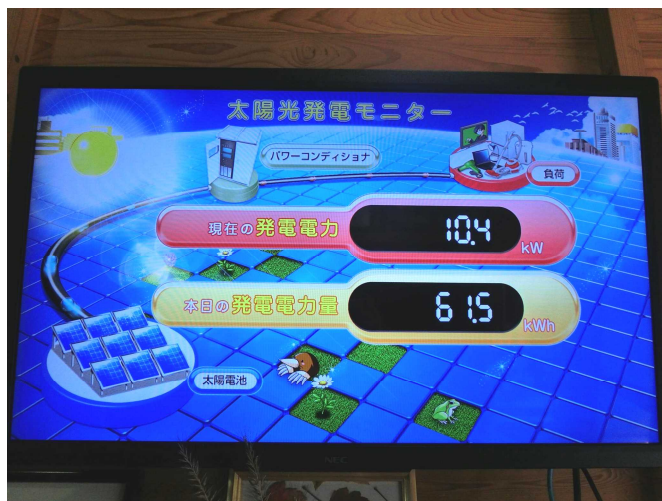 太陽光発電モニター
パワーコンディショナ
負荷
現在の発電電力
10.4
kW
本日の発電電力量
61.5
kWh
太陽電池
NEC